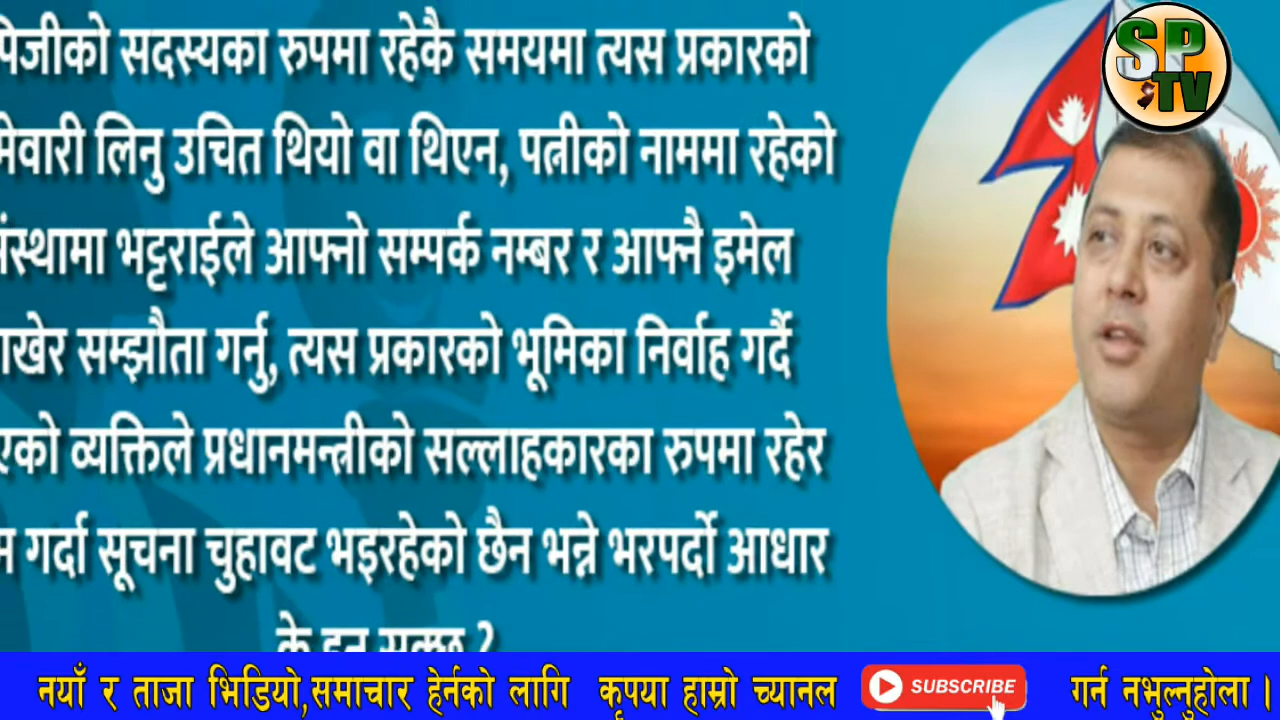 SP
TV
सदस्यका रुपमा रहेकै समयमा त्यस प्रकारको
लिनु उचित थियो वा थिएन, पत्नीको नाममा रहेको
भट्टराईले आफ्नो सम्पर्क नम्बर र आफ्नै इमेल
सम्झौता गर्नु, त्यस प्रकारको भूमिका निर्वाह गर्दै
व्यक्तिले प्रधानमन्त्रीको सल्लाहकारका रुपमा रहेर
गर्दा सूचना चुहावट भइरहेको छैन भन्ने भरपर्दो आधार
के हुन सक्छ ?
नयाँ र ताजा भिडियो,समाचार हेर्नको लागि कृपया हाम्रो च्यानल SUBSCRIBE गर्न नभुल्नुहोला ।